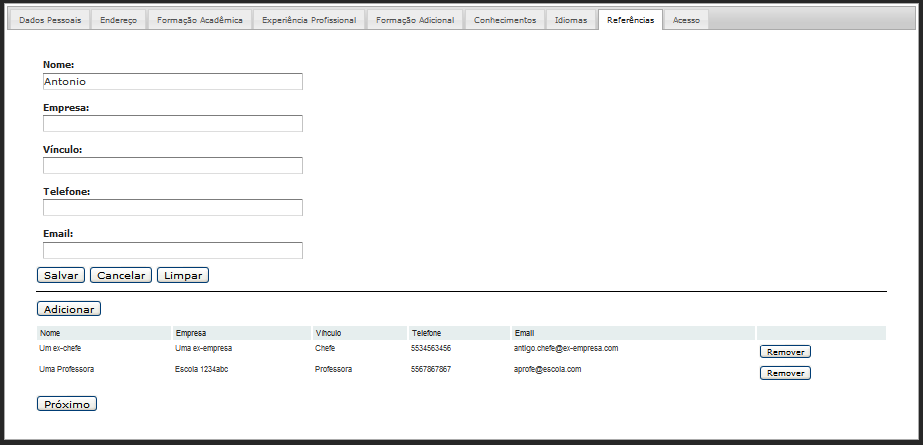 Dados Pessoais Endereço Formação Acadêmica Experiência Profissional Formação Adicional Conhecimentos Idiomas Referências Acesso
Nome:
Antonio
Empresa:
Vínculo:
Telefone:
Email:
Salvar Cancelar Limpar
Adicionar
Nome Empresa Vínculo Telefone Email
Um ex-chefe Uma ex-empresa Chefe 5534563456 antigo.chefe@ex-empresa.com Remover
Uma Professora Escola 1234abc Professora 5567867867 aprofe@escola.com Remover
Próximo